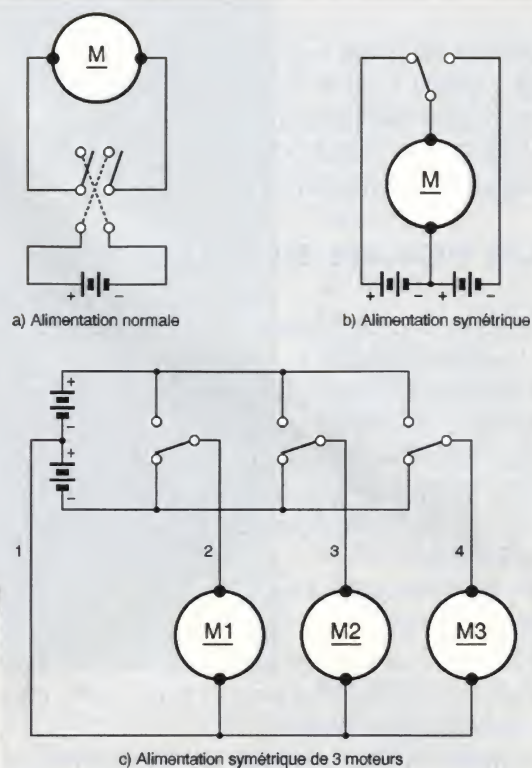 M
+ −
a) Alimentation normale
M
+ − + −
b) Alimentation symétrique
+
−
+
−
1 2 3 4
M1 M2 M3
c) Alimentation symétrique de 3 moteurs